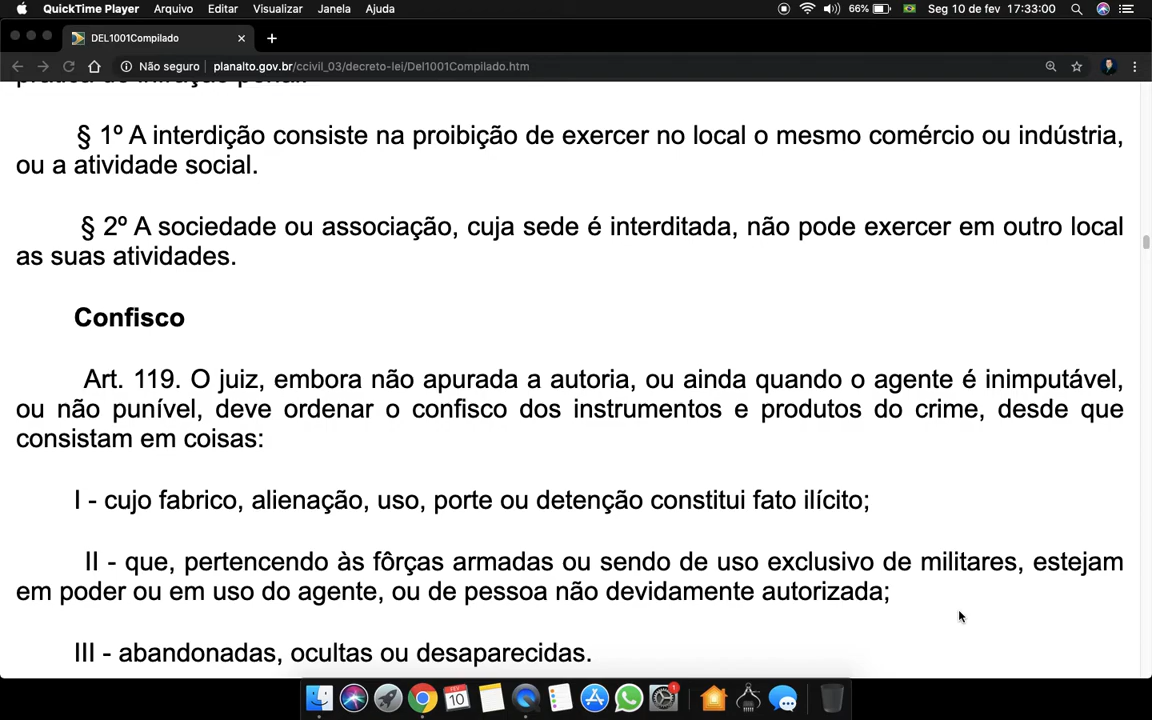 QuickTime Player Arquivo Editar Visualizar Janela Ajuda 66% Seg 10 de fev 17:33:00
DEL1001Compilado
Não seguro planalto.gov.br/ccivil_03/decreto-lei/Del1001Compilado.htm
§ 1º A interdição consiste na proibição de exercer no local o mesmo comércio ou indústria,
ou a atividade social.
§ 2º A sociedade ou associação, cuja sede é interditada, não pode exercer em outro local
as suas atividades.
Confisco
Art. 119. O juiz, embora não apurada a autoria, ou ainda quando o agente é inimputável,
ou não punível, deve ordenar o confisco dos instrumentos e produtos do crime, desde que
consistam em coisas:
I - cujo fabrico, alienação, uso, porte ou detenção constitui fato ilícito;
II - que, pertencendo às fôrças armadas ou sendo de uso exclusivo de militares, estejam
em poder ou em uso do agente, ou de pessoa não devidamente autorizada;
III - abandonadas, ocultas ou desaparecidas.
FEV
10
1